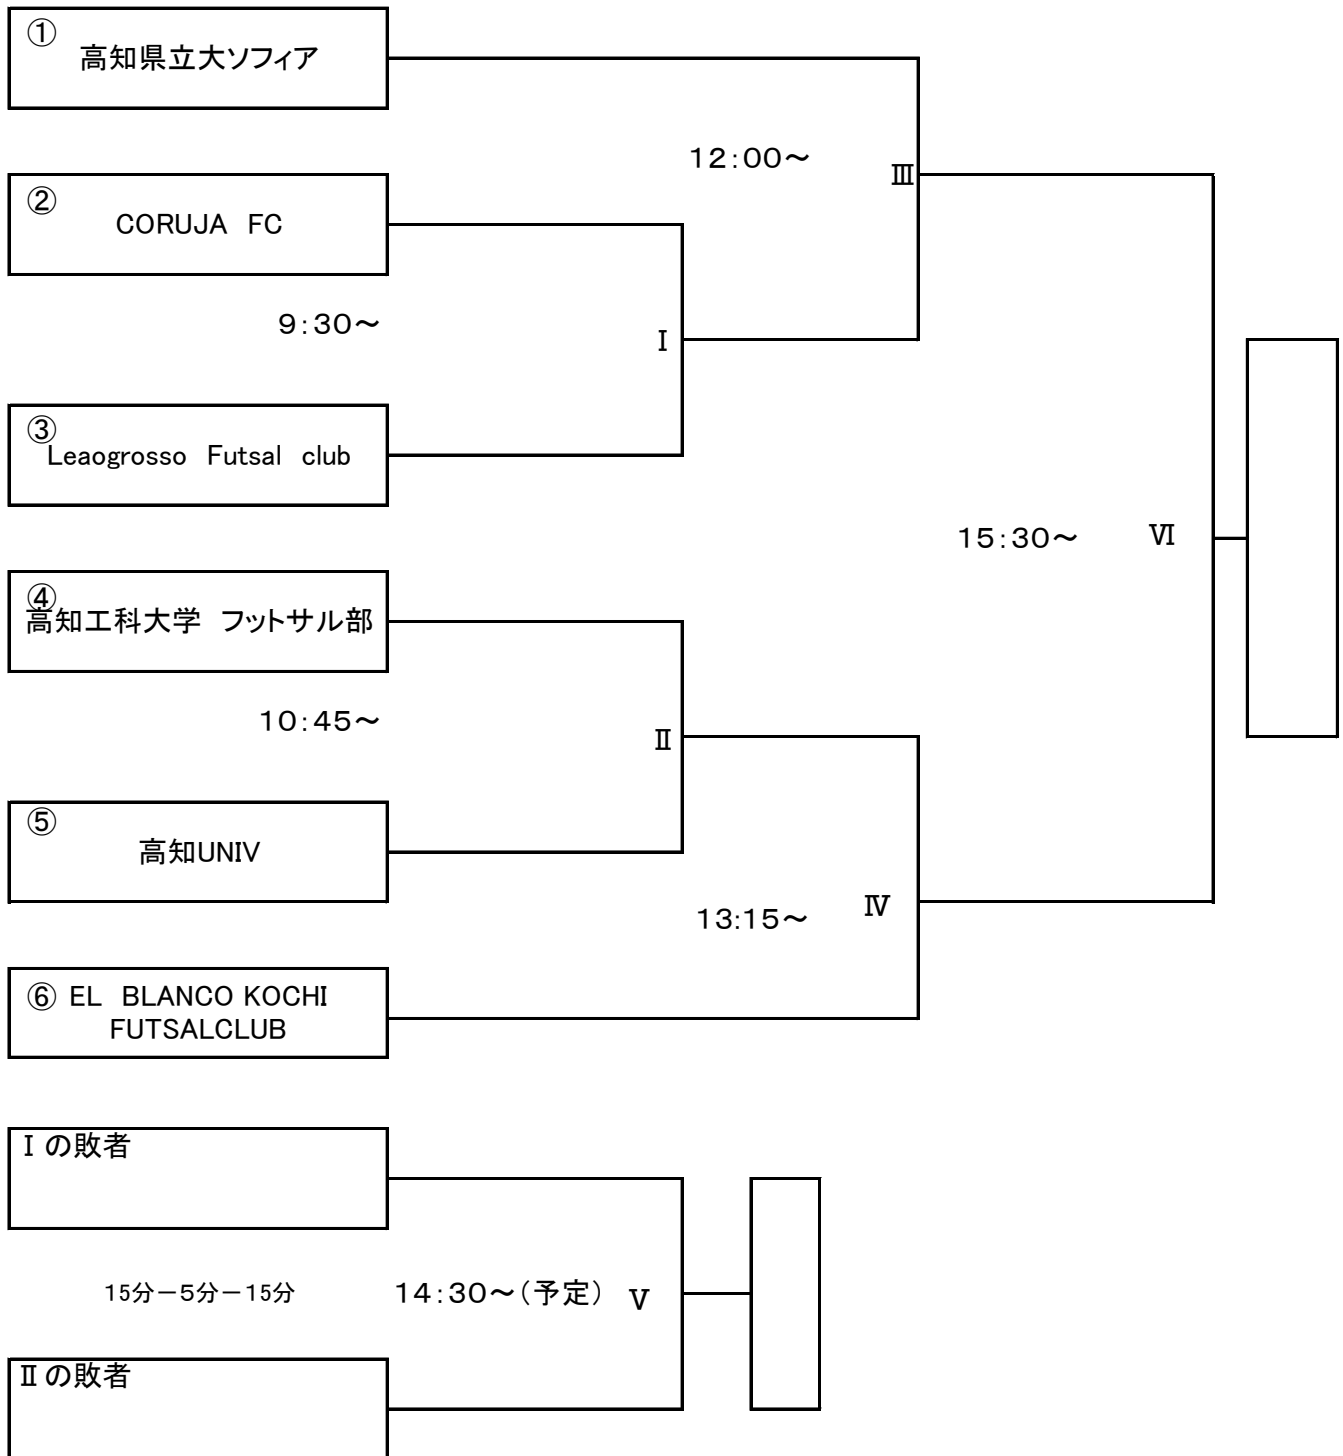 ①
高知県立大ソフィア
12:00～
Ⅲ
②
CORUJA FC
9:30～
Ⅰ
③
Leaogrosso Futsal club
15:30～
Ⅵ
④
高知工科大学 フットサル部
10:45～
Ⅱ
⑤
高知UNIV
13:15～
Ⅳ
⑥ EL BLANCO KOCHI
FUTSALCLUB
Ⅰの敗者
15分－5分－15分
14:30～(予定)
Ⅴ
Ⅱの敗者